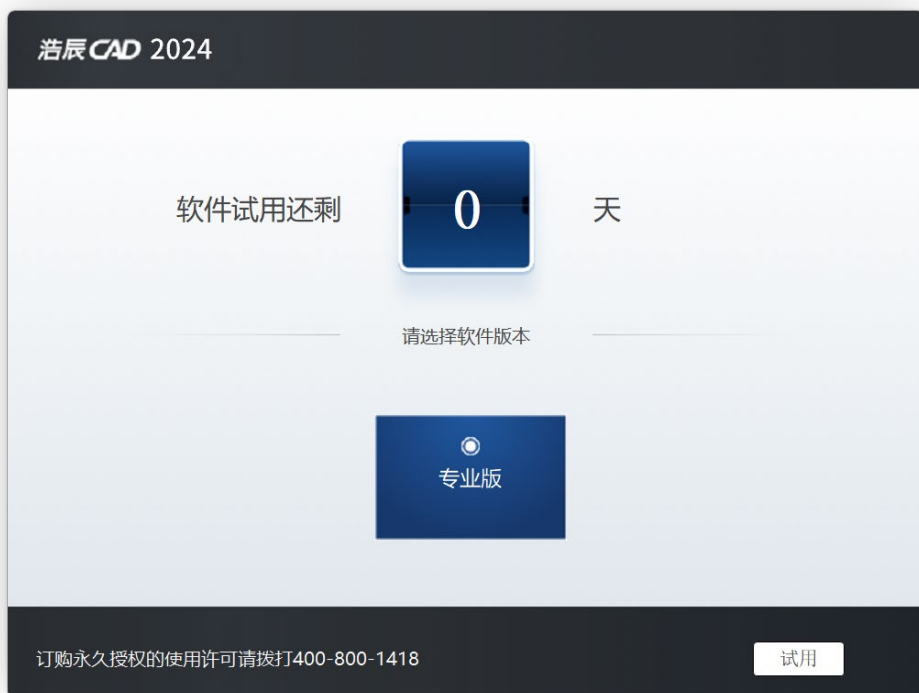 浩辰CAD 2024
软件试用还剩 0 天
请选择软件版本
专业版
订购永久授权的使用许可请拨打400-800-1418 试用